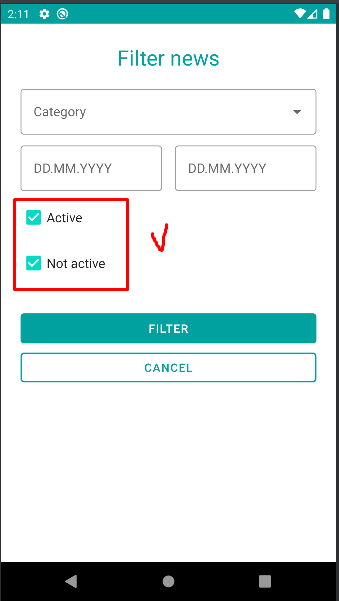 2:11
Filter news
Category
DD.MM.YYYY DD.MM.YYYY
Active
Not active
FILTER
CANCEL